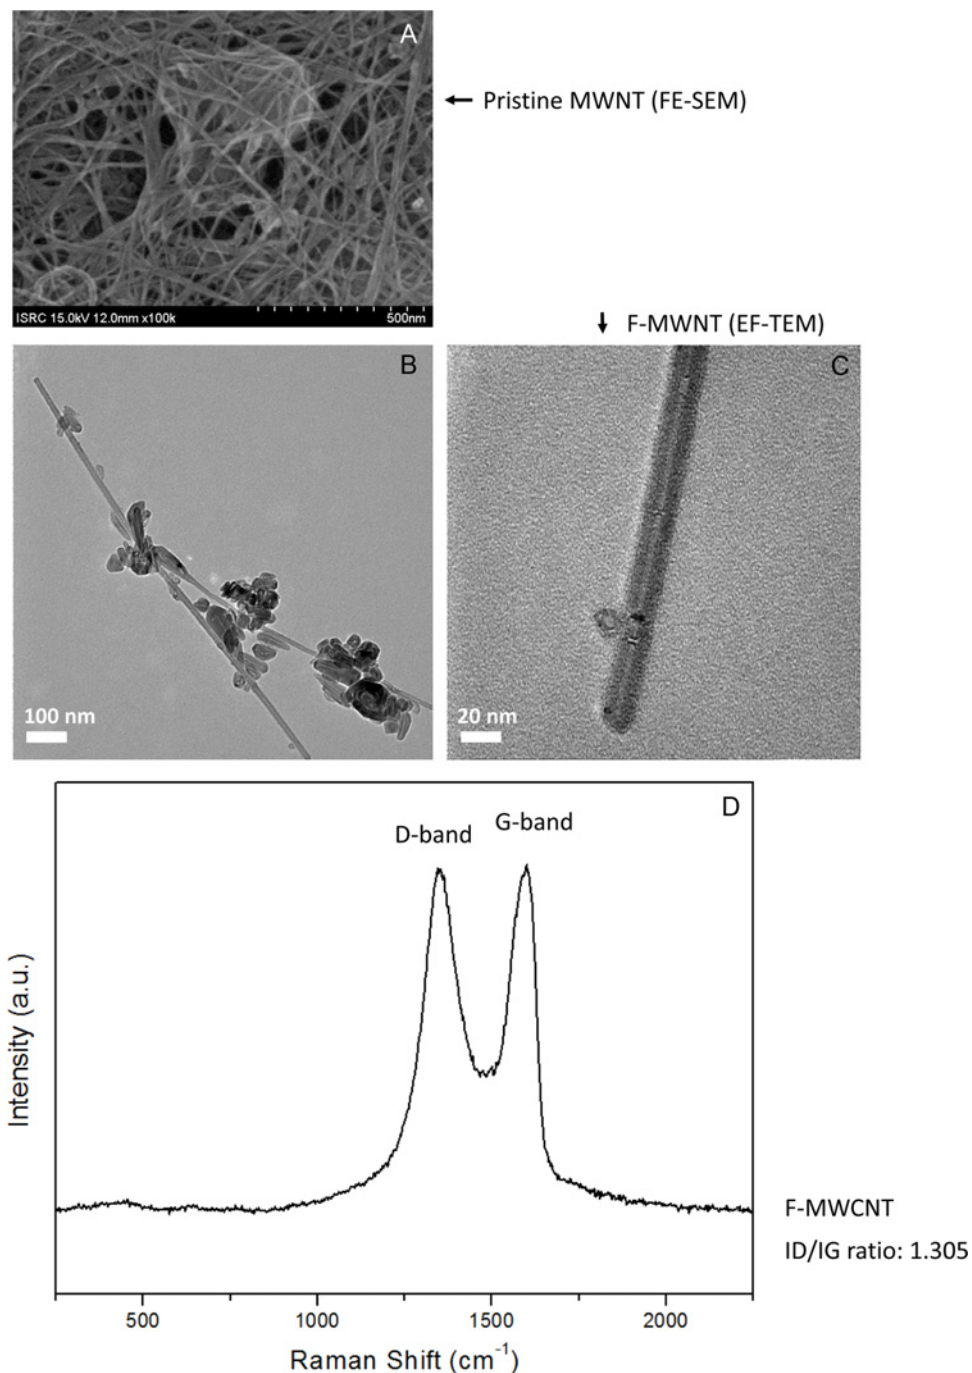 A
← Pristine MWNT (FE-SEM)
ISRC 15.0kV 12.0mm x100k 500nm
↓ F-MWNT (EF-TEM)
B
C
100 nm
20 nm
D
D-band
G-band
Intensity (a.u.)
F-MWCNT
ID/IG ratio: 1.305
500 1000 1500 2000
Raman Shift (cm⁻¹)